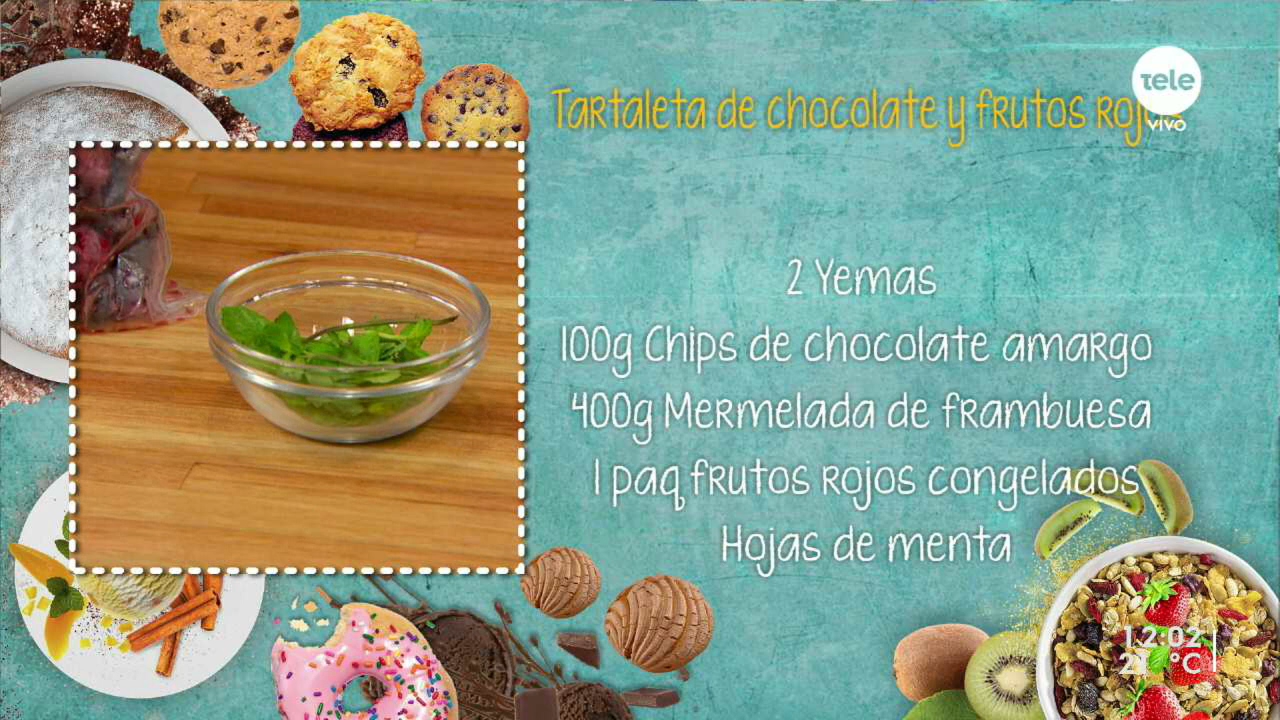 Tartaleta de chocolate y frutos rojos
tele
vivo
2 Yemas
100g Chips de chocolate amargo
400g Mermelada de frambuesa
1 paq frutos rojos congelados
Hojas de menta
12:02
21 °C